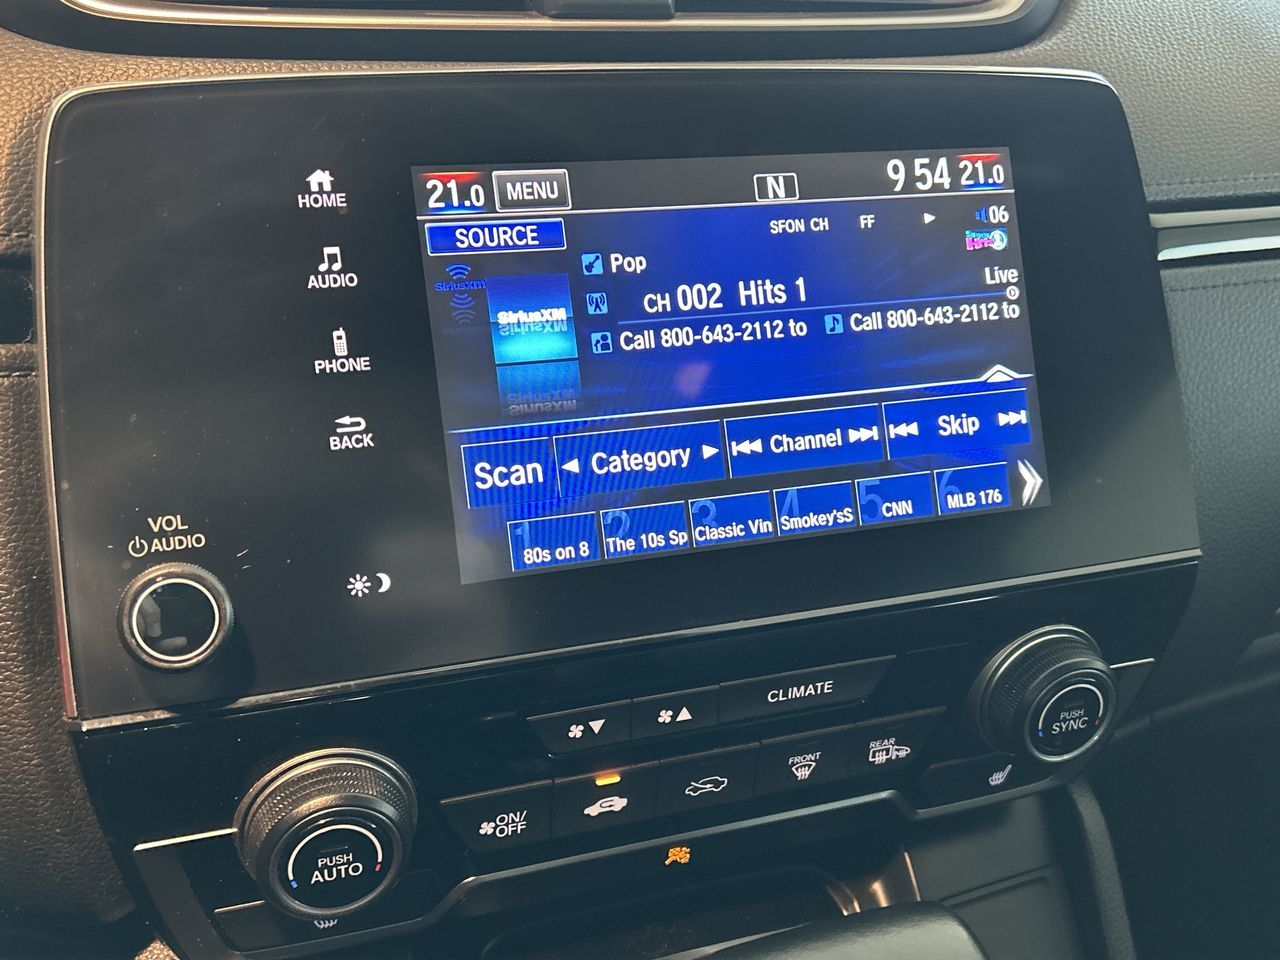 HOME
AUDIO
PHONE
BACK
VOL
AUDIO
21.0 MENU N 9 54 21.0
SOURCE SFON CH FF 06
SiriusXM
SiriusXM
Pop
Live
CH 002 Hits 1
Call 800-643-2112 to Call 800-643-2112 to
Scan Category Channel Skip
1 80s on 8
2 The 10s Sp
3 Classic Vin
4 Smokey'sS
5 CNN
6 MLB 176
CLIMATE
ON/
OFF
FRONT
REAR
PUSH
AUTO
PUSH
SYNC